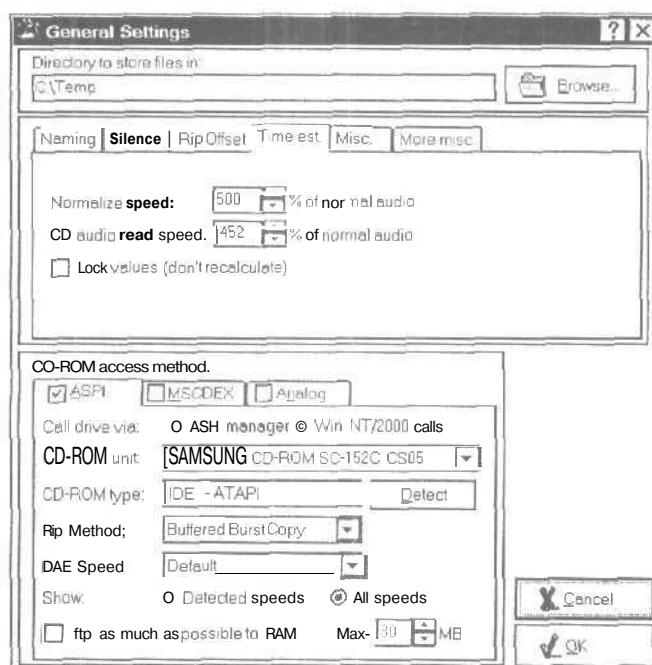 General Settings ? X
Directory to store files in:
C:\Temp
Browse...
Naming Silence Rip Offset Time est. Misc. More misc
Normalize speed: 500 % of nor nal audio
CD audio read speed. 452 % of normal audio
Lock values (don't recalculate)
CO-ROM access method.
ASPI MSCDEX Analog
Call drive via: O ASH manager © Win NT/2000 calls
CD-ROM unit: [SAMSUNG CD-ROM SC-152C CS05
CD-ROM type: IDE - ATAPI Detect
Rip Method; Buffered Burst Copy
DAE Speed Default
Show: O Detected speeds All speeds
ftp as much as possible to RAM Max- 30 MB
Cancel
OK